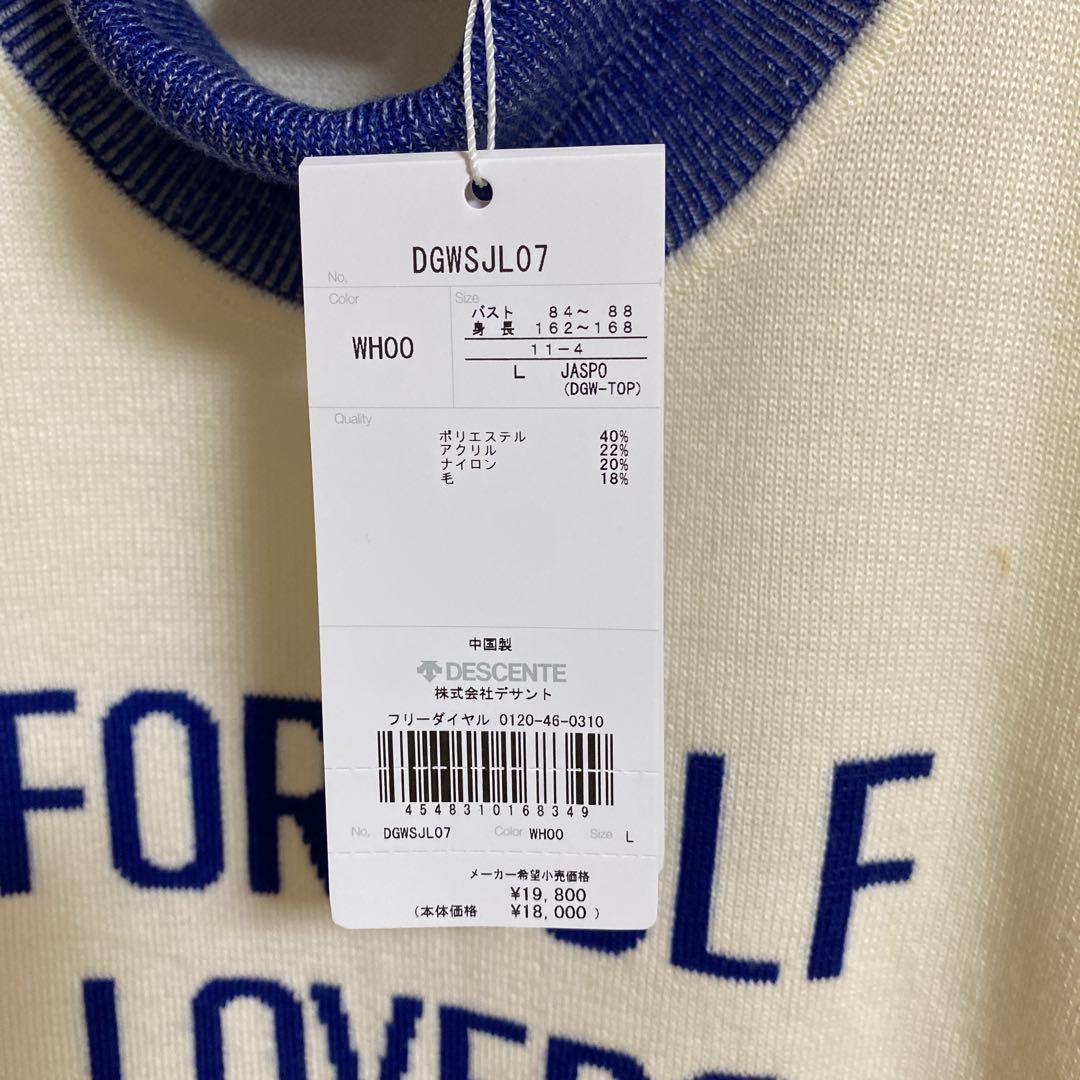 No. DGWSJL07
Color
WH00
Size
バスト 84～ 88
身 長 162～168
11－4
L JASPO
(DGW-TOP)
Quality
ポリエステル 40%
アクリル 22%
ナイロン 20%
毛 18%
中国製
DESCENTE
株式会社デサント
フリーダイヤル 0120-46-0310
4548310168349
No. DGWSJL07 Color WH00 Size L
メーカー希望小売価格
¥19,800
(本体価格 ¥18,000 )
FOR
LF